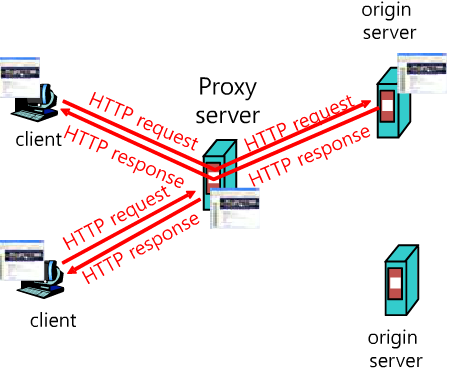 origin
server
Proxy
server
client
HTTP request
HTTP response
HTTP request
HTTP response
HTTP request
HTTP response
client
origin
server